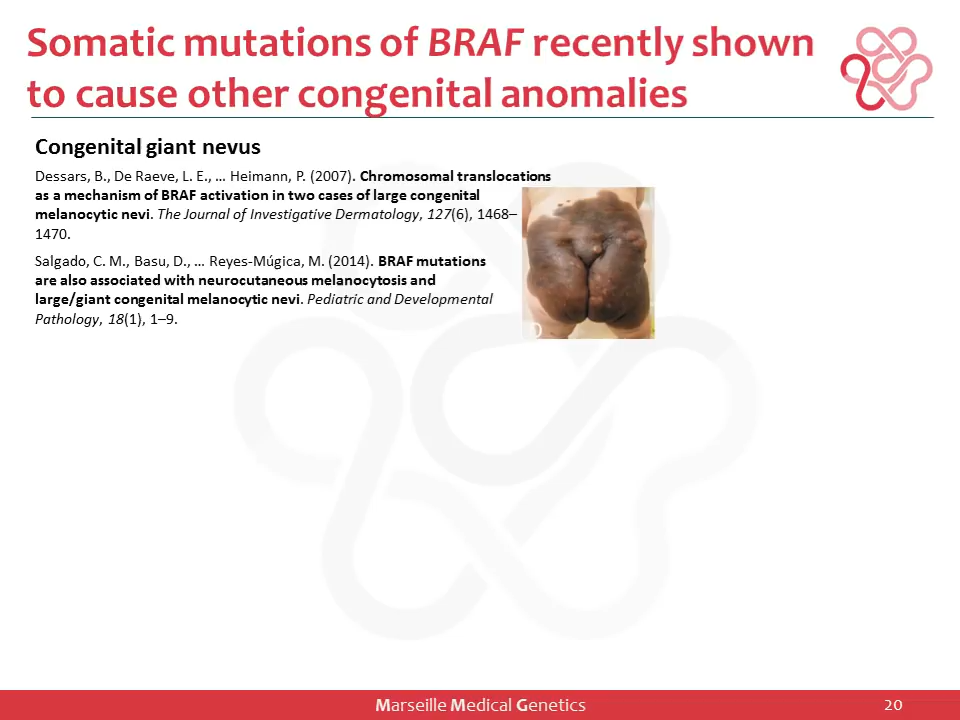 Somatic mutations of BRAF recently shown
to cause other congenital anomalies
Congenital giant nevus
Dessars, B., De Raeve, L. E., … Heimann, P. (2007). Chromosomal translocations
as a mechanism of BRAF activation in two cases of large congenital
melanocytic nevi. The Journal of Investigative Dermatology, 127(6), 1468–
1470.
Salgado, C. M., Basu, D., … Reyes-Múgica, M. (2014). BRAF mutations
are also associated with neurocutaneous melanocytosis and
large/giant congenital melanocytic nevi. Pediatric and Developmental
Pathology, 18(1), 1–9.
D
Marseille Medical Genetics
20